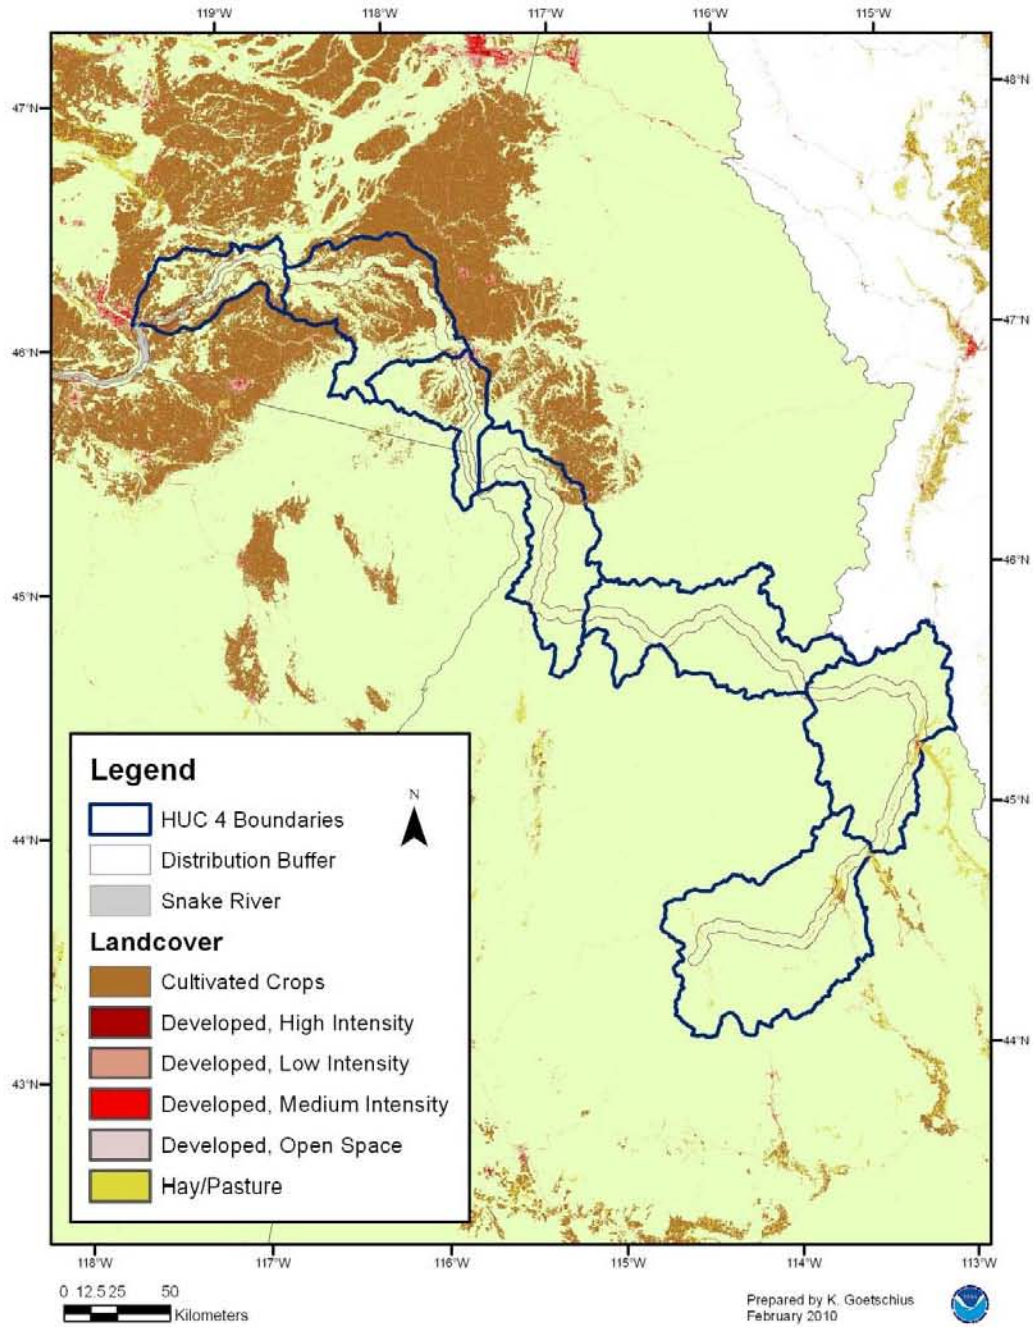 119°W 118°W 117°W 116°W 115°W
48°N
47°N
47°N
46°N
46°N
45°N
45°N
44°N
44°N
43°N
Legend
HUC 4 Boundaries
Distribution Buffer
Snake River
Landcover
Cultivated Crops
Developed, High Intensity
Developed, Low Intensity
Developed, Medium Intensity
Developed, Open Space
Hay/Pasture
N
118°W 117°W 116°W 115°W 114°W 113°W
0 12.5 25 50
Kilometers
Prepared by K. Goetschius
February 2010